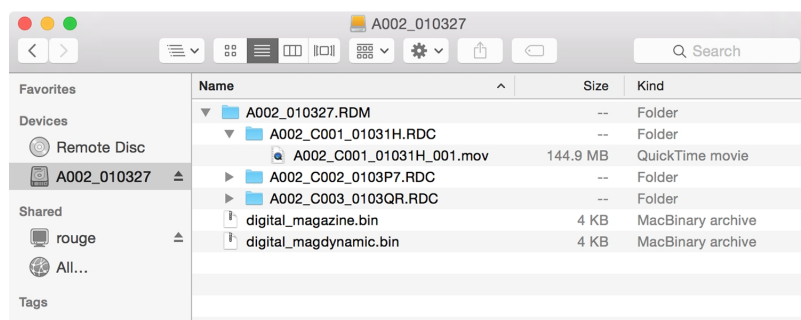 A002_010327
Search
Favorites
Devices
Remote Disc
A002_010327
Shared
rouge
All...
Tags
Name Size Kind
A002_010327.RDM -- Folder
A002_C001_01031H.RDC -- Folder
A002_C001_01031H_001.mov 144.9 MB QuickTime movie
A002_C002_0103P7.RDC -- Folder
A002_C003_0103QR.RDC -- Folder
digital_magazine.bin 4 KB MacBinary archive
digital_magdynamic.bin 4 KB MacBinary archive